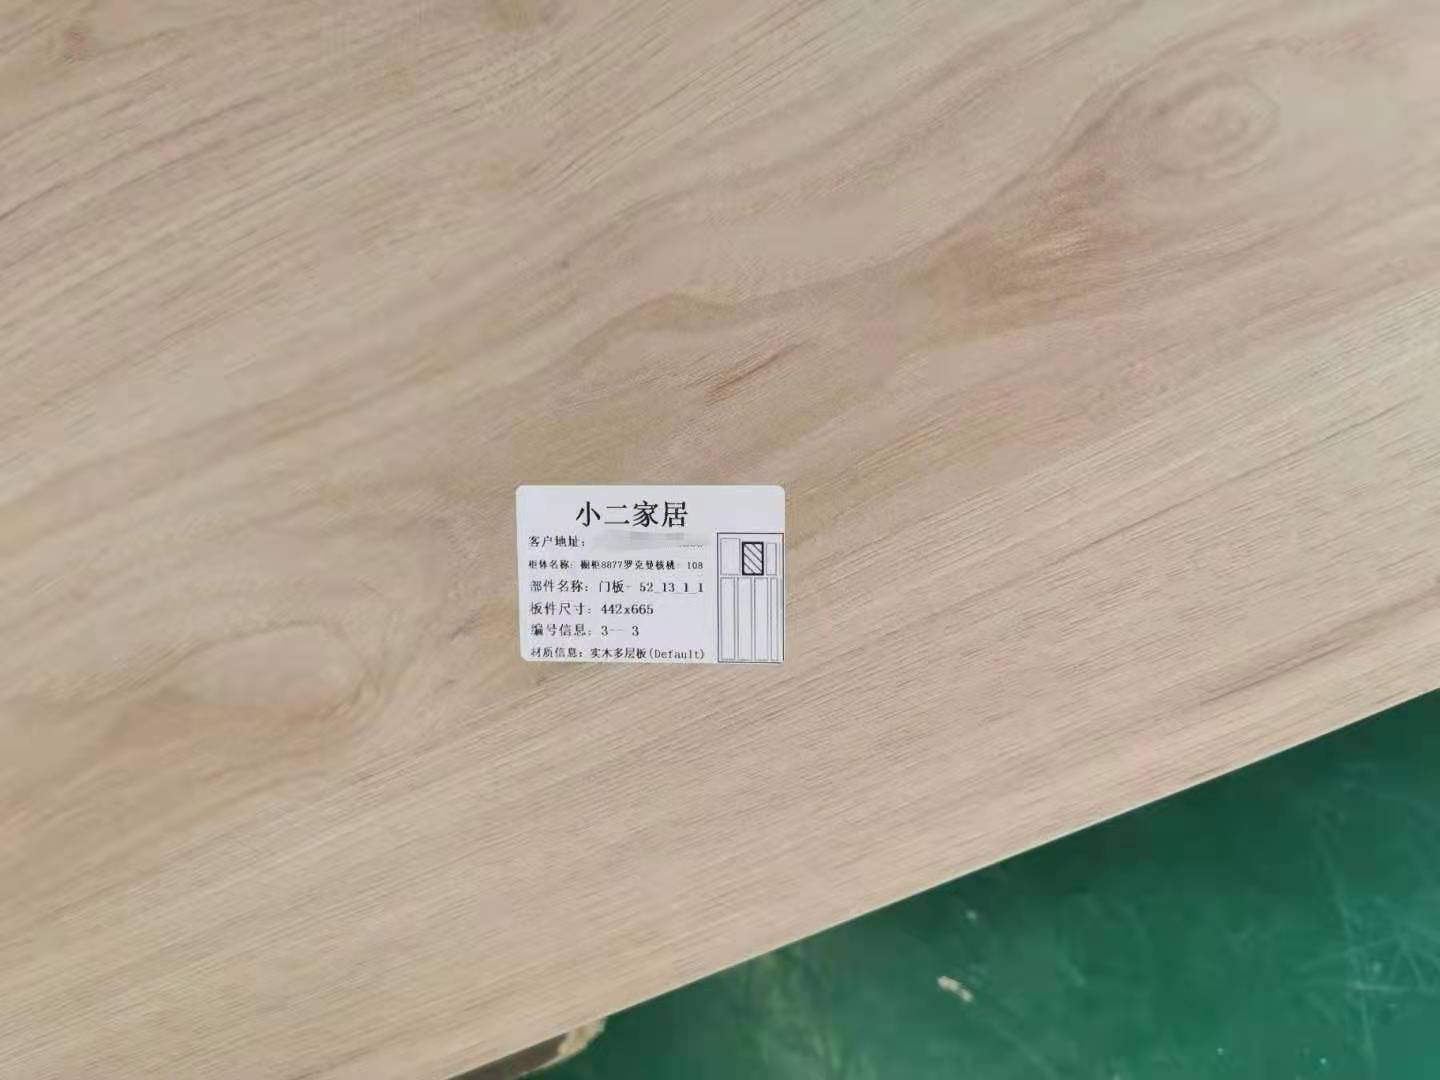 小二家居
客户地址:
柜体名称: 橱柜8877罗克曼核桃- 108
部件名称: 门板- 52_13_1_1
板件尺寸: 442x665
编号信息: 3-- 3
材质信息: 实木多层板(Default)